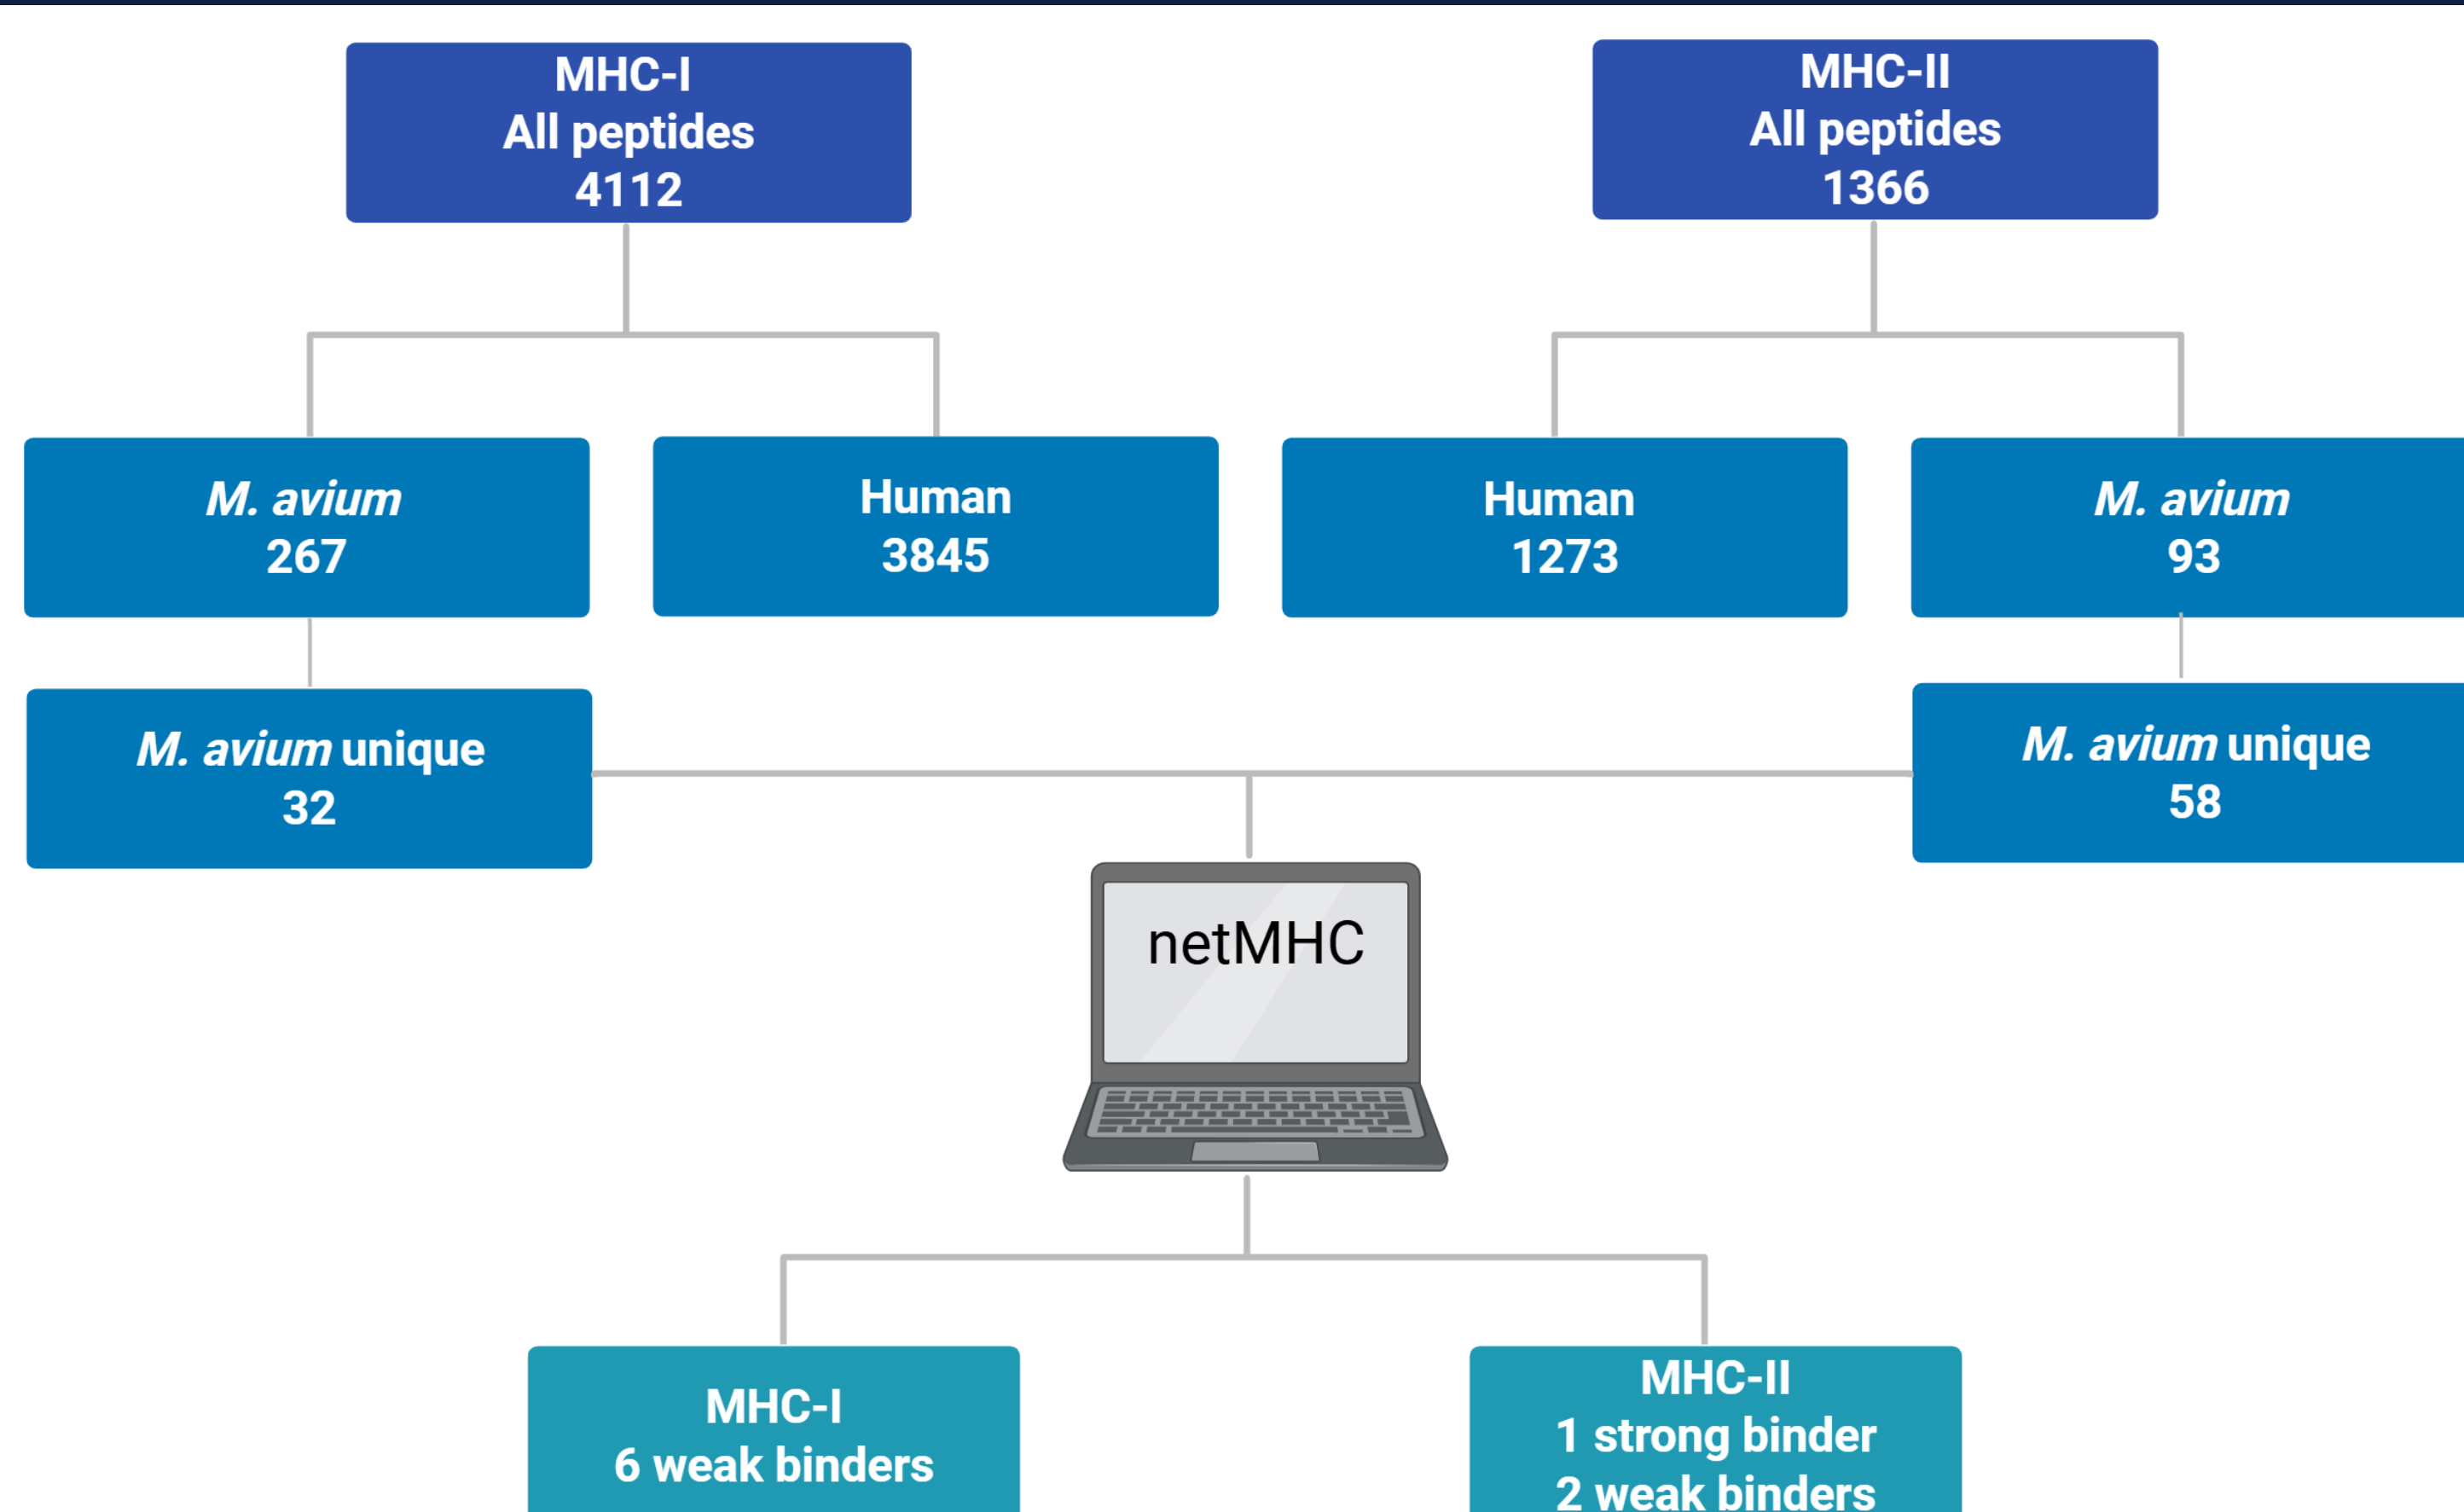 MHC-I
All peptides
4112
MHC-II
All peptides
1366
M. avium
267
Human
3845
Human
1273
M. avium
93
M. avium unique
32
M. avium unique
58
netMHC
MHC-I
6 weak binders
MHC-II
1 strong binder
2 weak binders